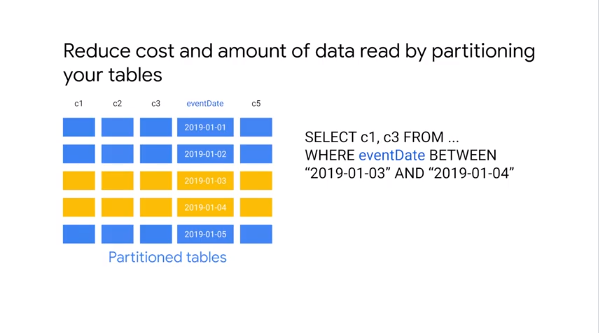 Reduce cost and amount of data read by partitioning
your tables
c1 c2 c3 eventDate c5
2019-01-01
2019-01-02
2019-01-03
2019-01-04
2019-01-05
Partitioned tables
SELECT c1, c3 FROM ...
WHERE eventDate BETWEEN
“2019-01-03” AND “2019-01-04”